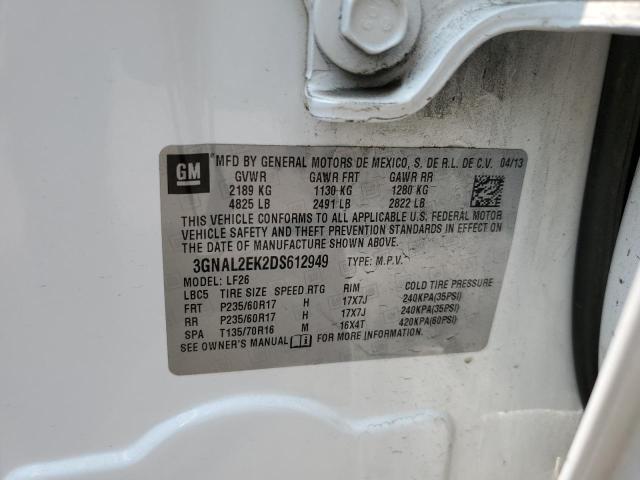 GM
MFD BY GENERAL MOTORS DE MEXICO, S. DE R.L. DE C.V. 04/13
GVWR GAWR FRT GAWR RR
2189 KG 1130 KG 1280 KG
4825 LB 2491 LB 2822 LB
THIS VEHICLE CONFORMS TO ALL APPLICABLE U.S. FEDERAL MOTOR
VEHICLE SAFETY AND THEFT PREVENTION STANDARDS IN EFFECT ON
THE DATE OF MANUFACTURE SHOWN ABOVE.
3GNAL2EK2DS612949 TYPE: M.P.V.
MODEL: LF26
LBC5 TIRE SIZE SPEED RTG RIM COLD TIRE PRESSURE
FRT P235/60R17 H 17X7J 240KPA(35PSI)
RR P235/60R17 H 17X7J 240KPA(35PSI)
SPA T135/70R16 M 16X4T 420KPA(60PSI)
SEE OWNER'S MANUAL FOR MORE INFORMATION.